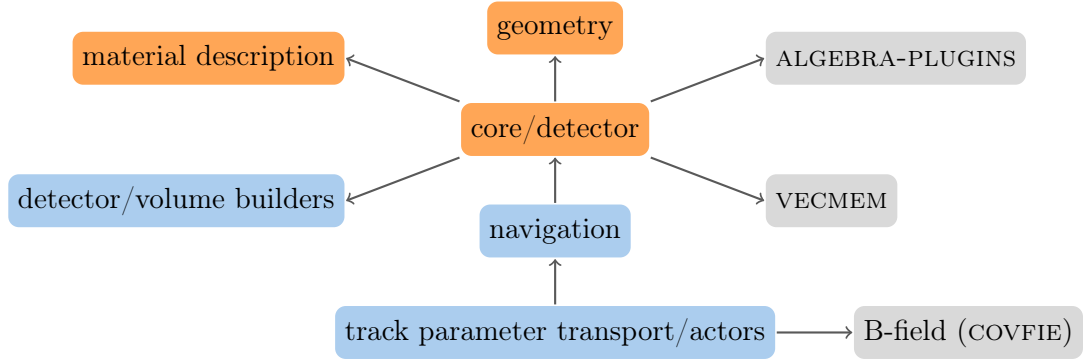 geometry
material description
ALGEBRA-PLUGINS
core/detector
detector/volume builders
VECMEM
navigation
track parameter transport/actors
B-field (COVFIE)